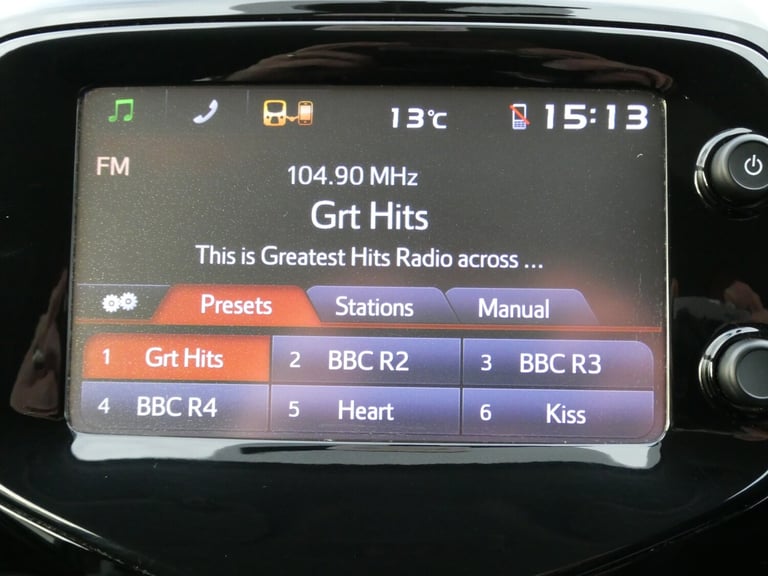 13°C 15:13
FM
104.90 MHz
Grt Hits
This is Greatest Hits Radio across ...
Presets Stations Manual
1 Grt Hits 2 BBC R2 3 BBC R3
4 BBC R4 5 Heart 6 Kiss